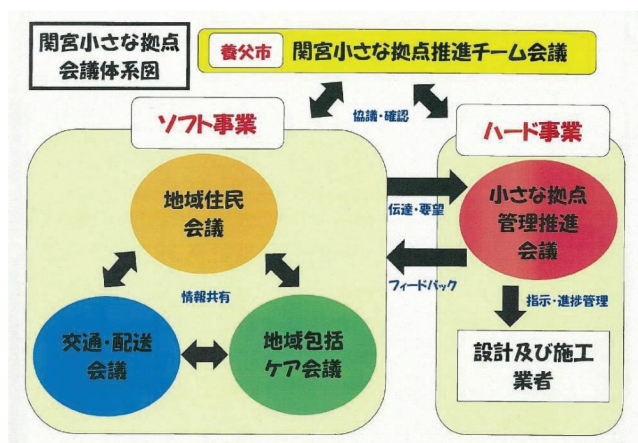 関宮小さな拠点
会議体系図
養父市 関宮小さな拠点推進チーム会議
協議・確認
ソフト事業
ハード事業
地域住民
会議
情報共有
交通・配送
会議
地域包括
ケア会議
伝達・要望
フィードバック
小さな拠点
管理推進
会議
指示・進捗管理
設計及び施工
業者